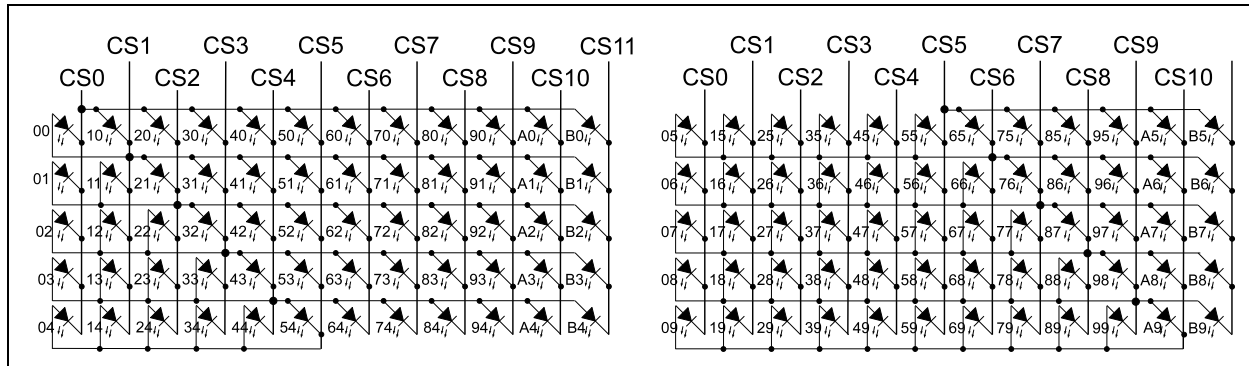 CS1 CS3 CS5 CS7 CS9 CS11 CS1 CS3 CS5 CS7 CS9
CS0 CS2 CS4 CS6 CS8 CS10 CS0 CS2 CS4 CS6 CS8 CS10
00 10 20 30 40 50 60 70 80 90 A0 B0 05 15 25 35 45 55 65 75 85 95 A5 B5
01 11 21 31 41 51 61 71 81 91 A1 B1 06 16 26 36 46 56 66 76 86 96 A6 B6
02 12 22 32 42 52 62 72 82 92 A2 B2 07 17 27 37 47 57 67 77 87 97 A7 B7
03 13 23 33 43 53 63 73 83 93 A3 B3 08 18 28 38 48 58 68 78 88 98 A8 B8
04 14 24 34 44 54 64 74 84 94 A4 B4 09 19 29 39 49 59 69 79 89 99 A9 B9